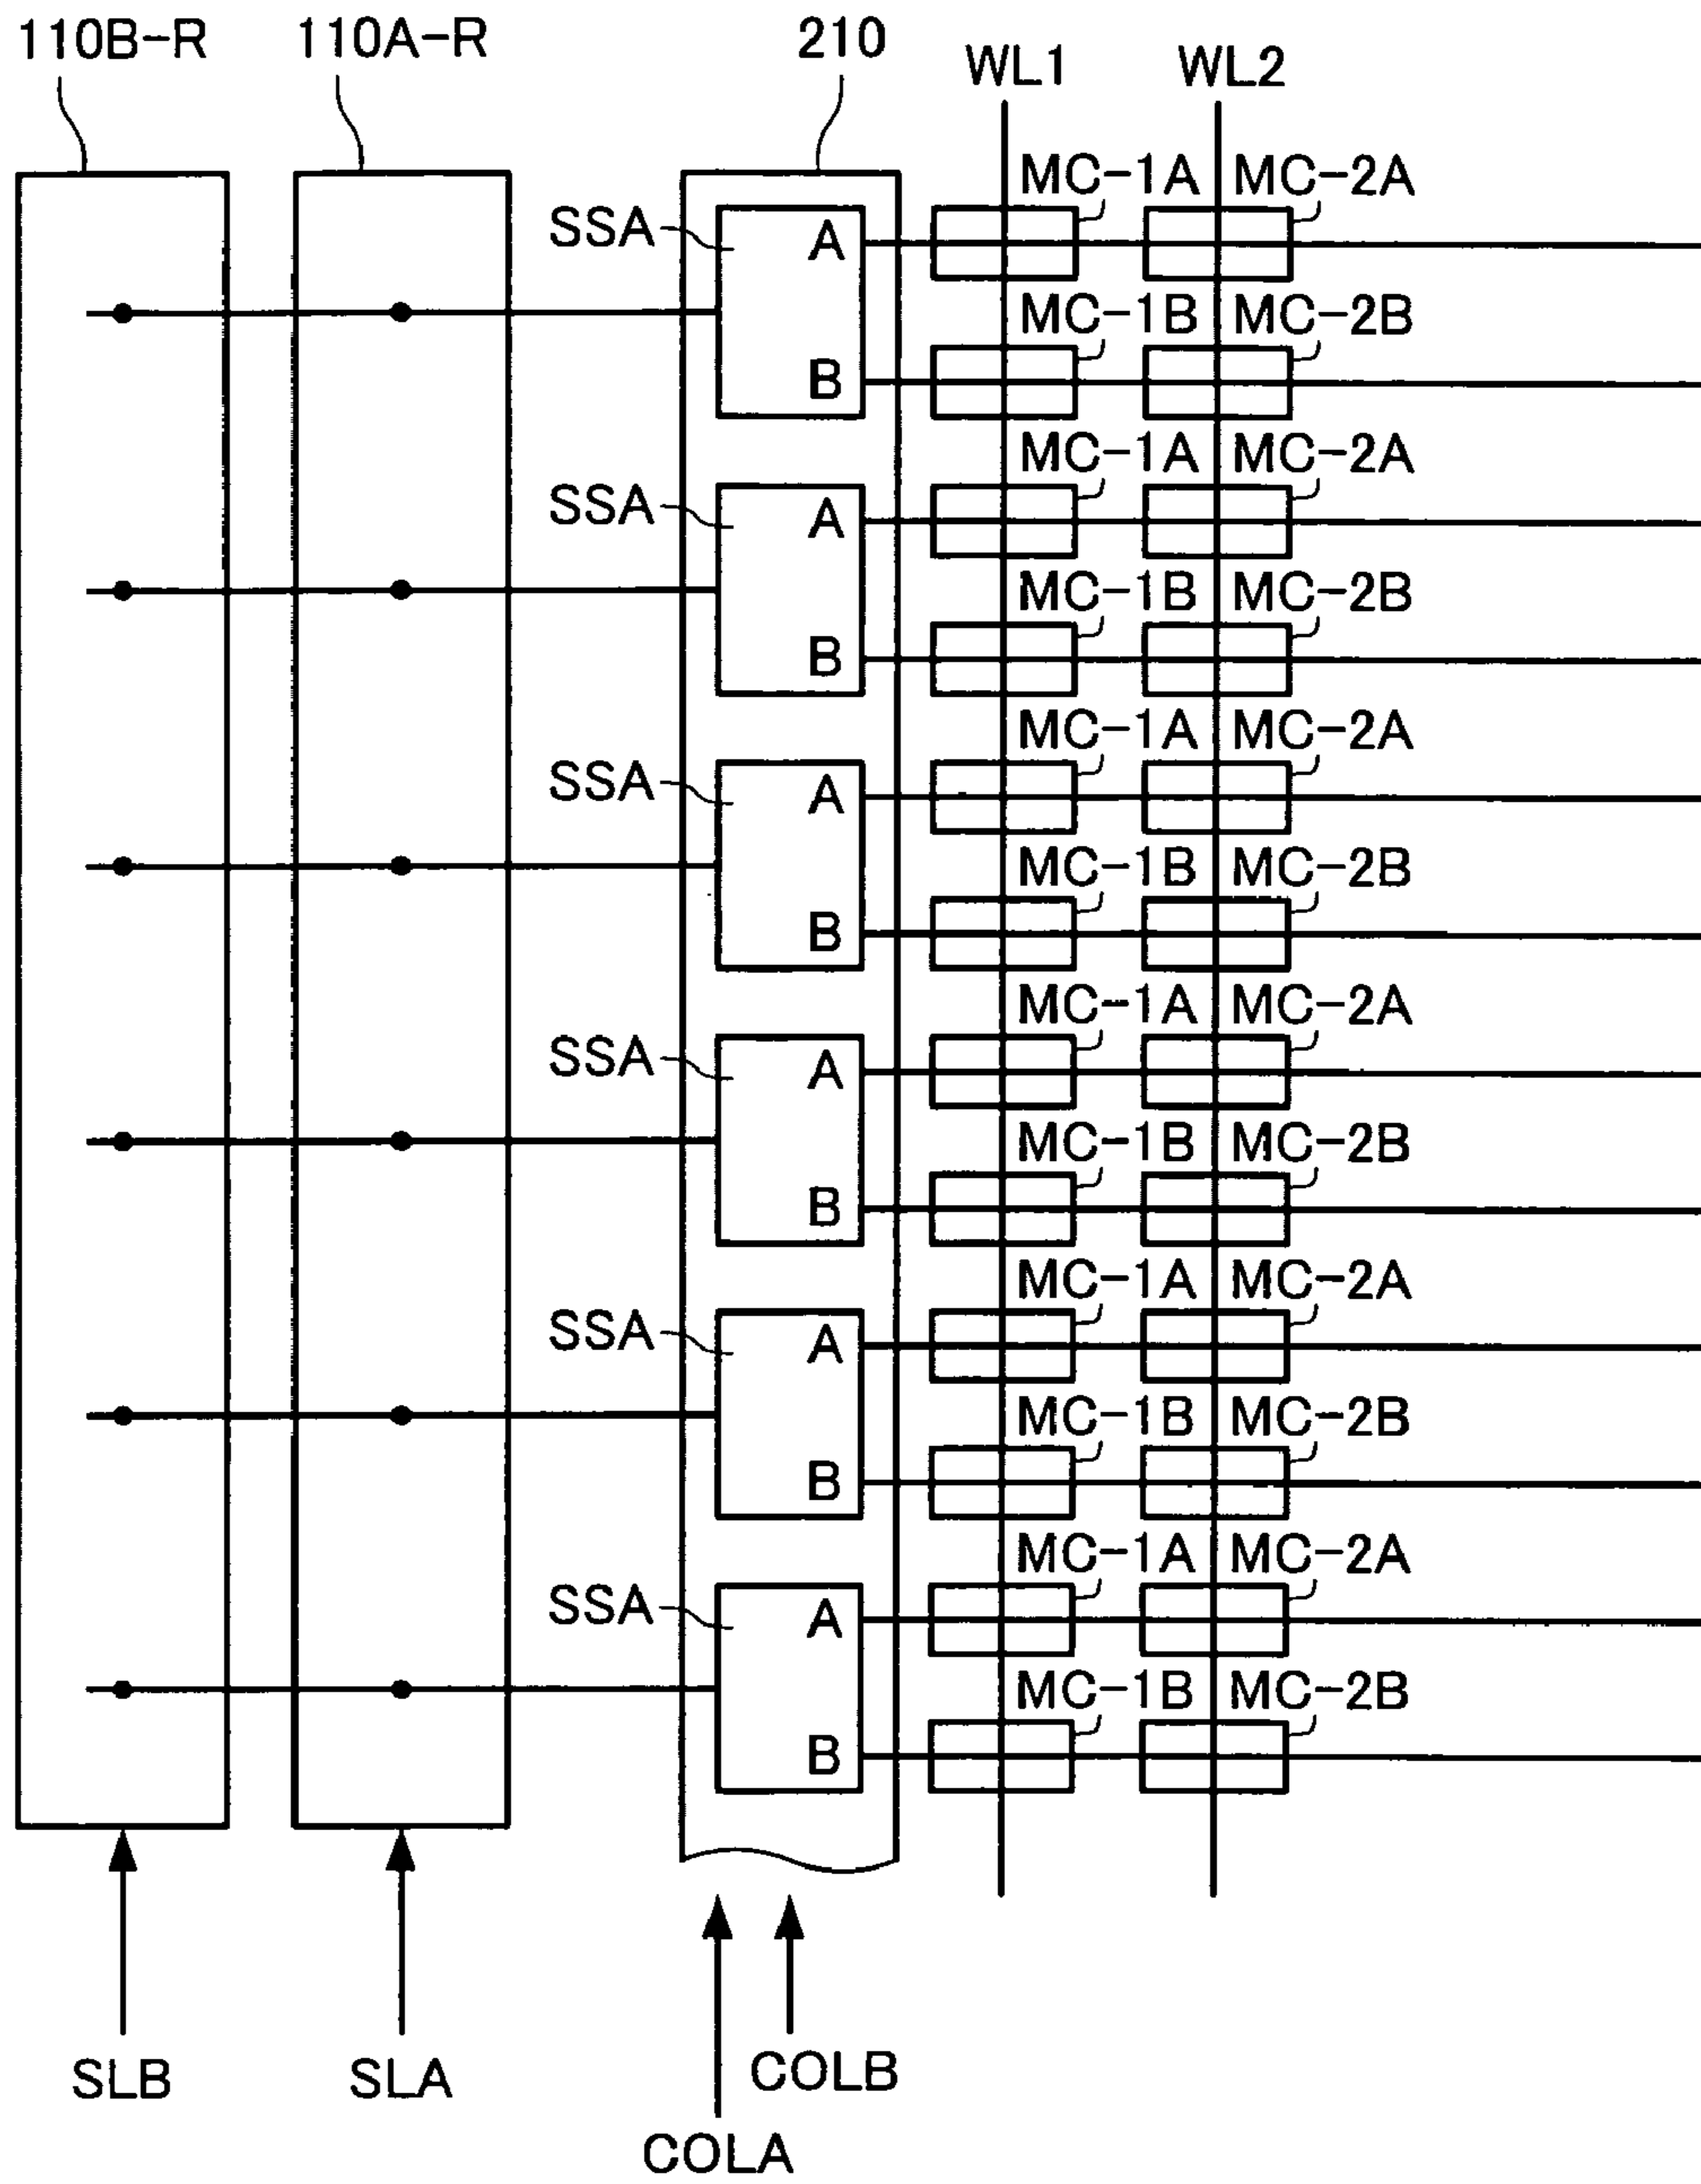 110B-R 110A-R 210 WL1 WL2
MC-1A MC-2A
SSA A
MC-1B MC-2B
B
MC-1A MC-2A
SSA A
MC-1B MC-2B
B
MC-1A MC-2A
SSA A
MC-1B MC-2B
B
MC-1A MC-2A
SSA A
MC-1B MC-2B
B
MC-1A MC-2A
SSA A
MC-1B MC-2B
B
MC-1A MC-2A
SSA A
MC-1B MC-2B
B
SLB SLA COLB
COLA